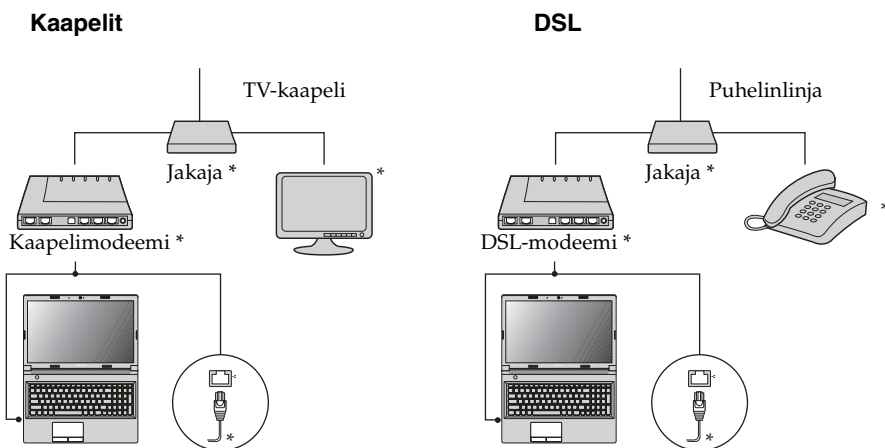 Kaapelit
TV-kaapeli
Jakaja *
*
Kaapelimodeemi *
*
DSL
Puhelinlinja
Jakaja *
*
DSL-modeemi *
*